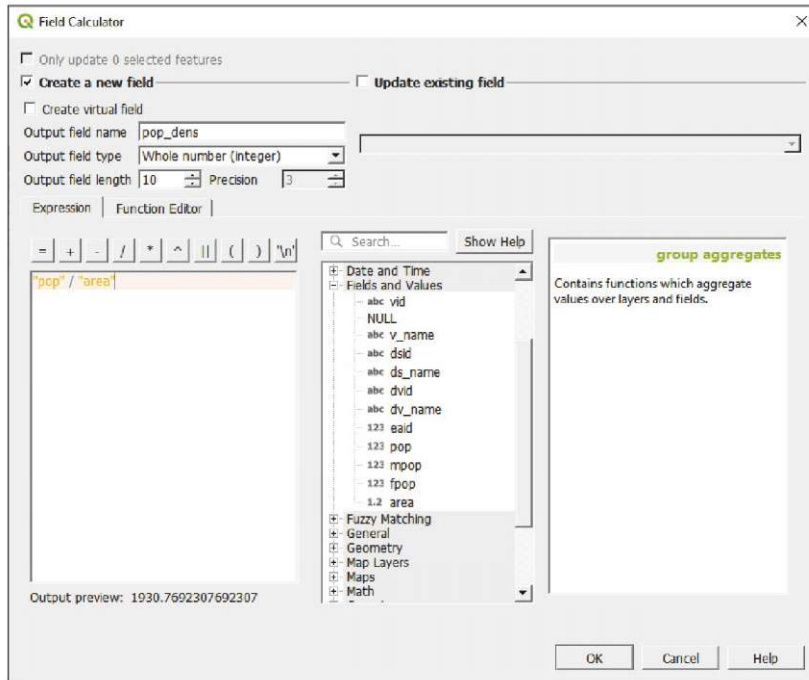 Field Calculator
Only update 0 selected features
Create a new field
Update existing field
Create virtual field
Output field name pop_dens
Output field type Whole number (integer)
Output field length 10 Precision 3
Expression Function Editor
= + - / * ^ || ( ) '\n'
Search... Show Help
"pop" / "area"
Date and Time
Fields and Values
abc vid
NULL
abc v_name
abc dsid
abc ds_name
abc dvid
abc dv_name
123 eaid
123 pop
123 mpop
123 fpop
1.2 area
Fuzzy Matching
General
Geometry
Map Layers
Maps
Math
group aggregates
Contains functions which aggregate
values over layers and fields.
Output preview: 1930.7692307692307
OK Cancel Help